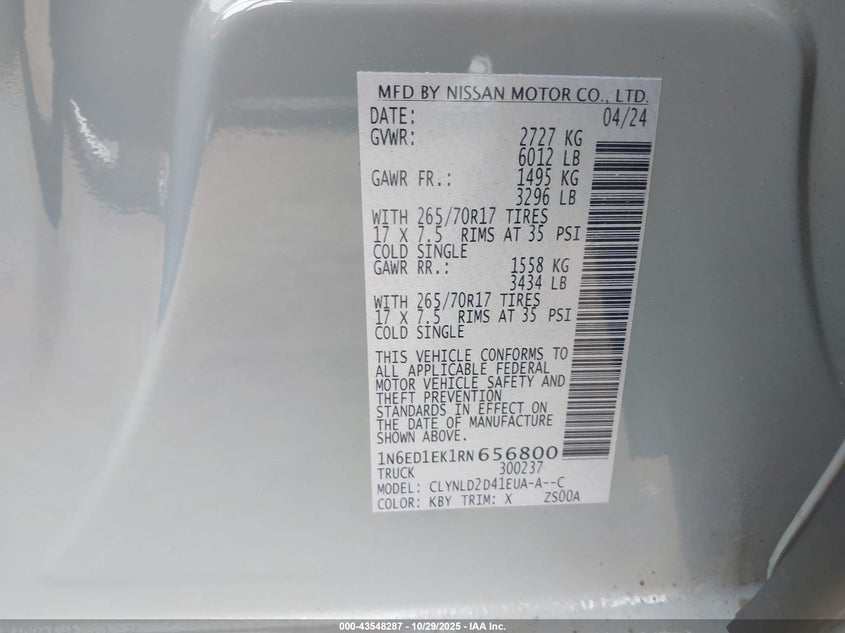 MFD BY NISSAN MOTOR CO., LTD.
DATE: 04/24
GVWR: 2727 KG
6012 LB
GAWR FR.: 1495 KG
3296 LB
WITH 265/70R17 TIRES
17 X 7.5 RIMS AT 35 PSI
COLD SINGLE
GAWR RR.: 1558 KG
3434 LB
WITH 265/70R17 TIRES
17 X 7.5 RIMS AT 35 PSI
COLD SINGLE
THIS VEHICLE CONFORMS TO
ALL APPLICABLE FEDERAL
MOTOR VEHICLE SAFETY AND
THEFT PREVENTION
STANDARDS IN EFFECT ON
THE DATE OF MANUFACTURE
SHOWN ABOVE.
1N6ED1EK1RN656800
TRUCK 300237
MODEL: CLYNLD2D41EUA-A--C
COLOR: KBY TRIM: X ZS00A
000-43548287 - 10/29/2025 - IAA Inc.